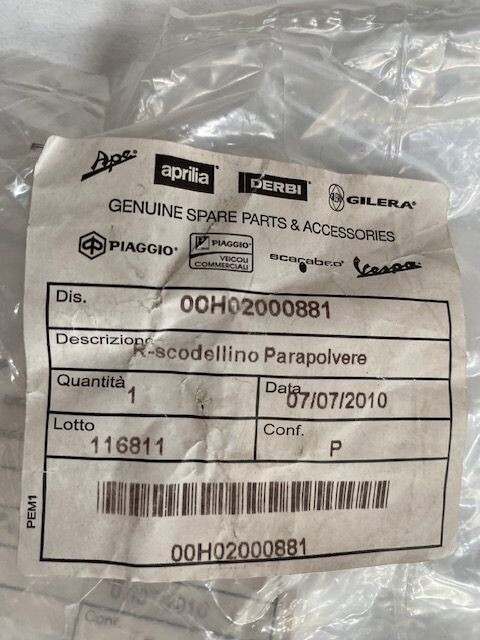 Ape
aprilia DERBI GILERA
GENUINE SPARE PARTS & ACCESSORIES
PIAGGIO PIAGGIO VEICOLI COMMERCIALI scarabeo Vespa
Dis. 00H02000881
Descrizione R-scodellino Parapolvere
Quantità 1 Data 07/07/2010
Lotto 116811 Conf. P
PEM1
00H02000881
Conf.